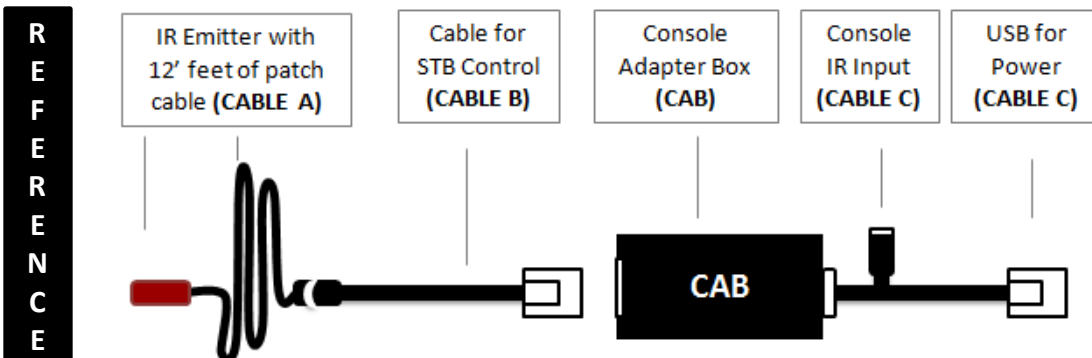 REFERENCE
IR Emitter with
12’ feet of patch
cable (CABLE A)
Cable for
STB Control
(CABLE B)
Console
Adapter Box
(CAB)
Console
IR Input
(CABLE C)
USB for
Power
(CABLE C)
CAB